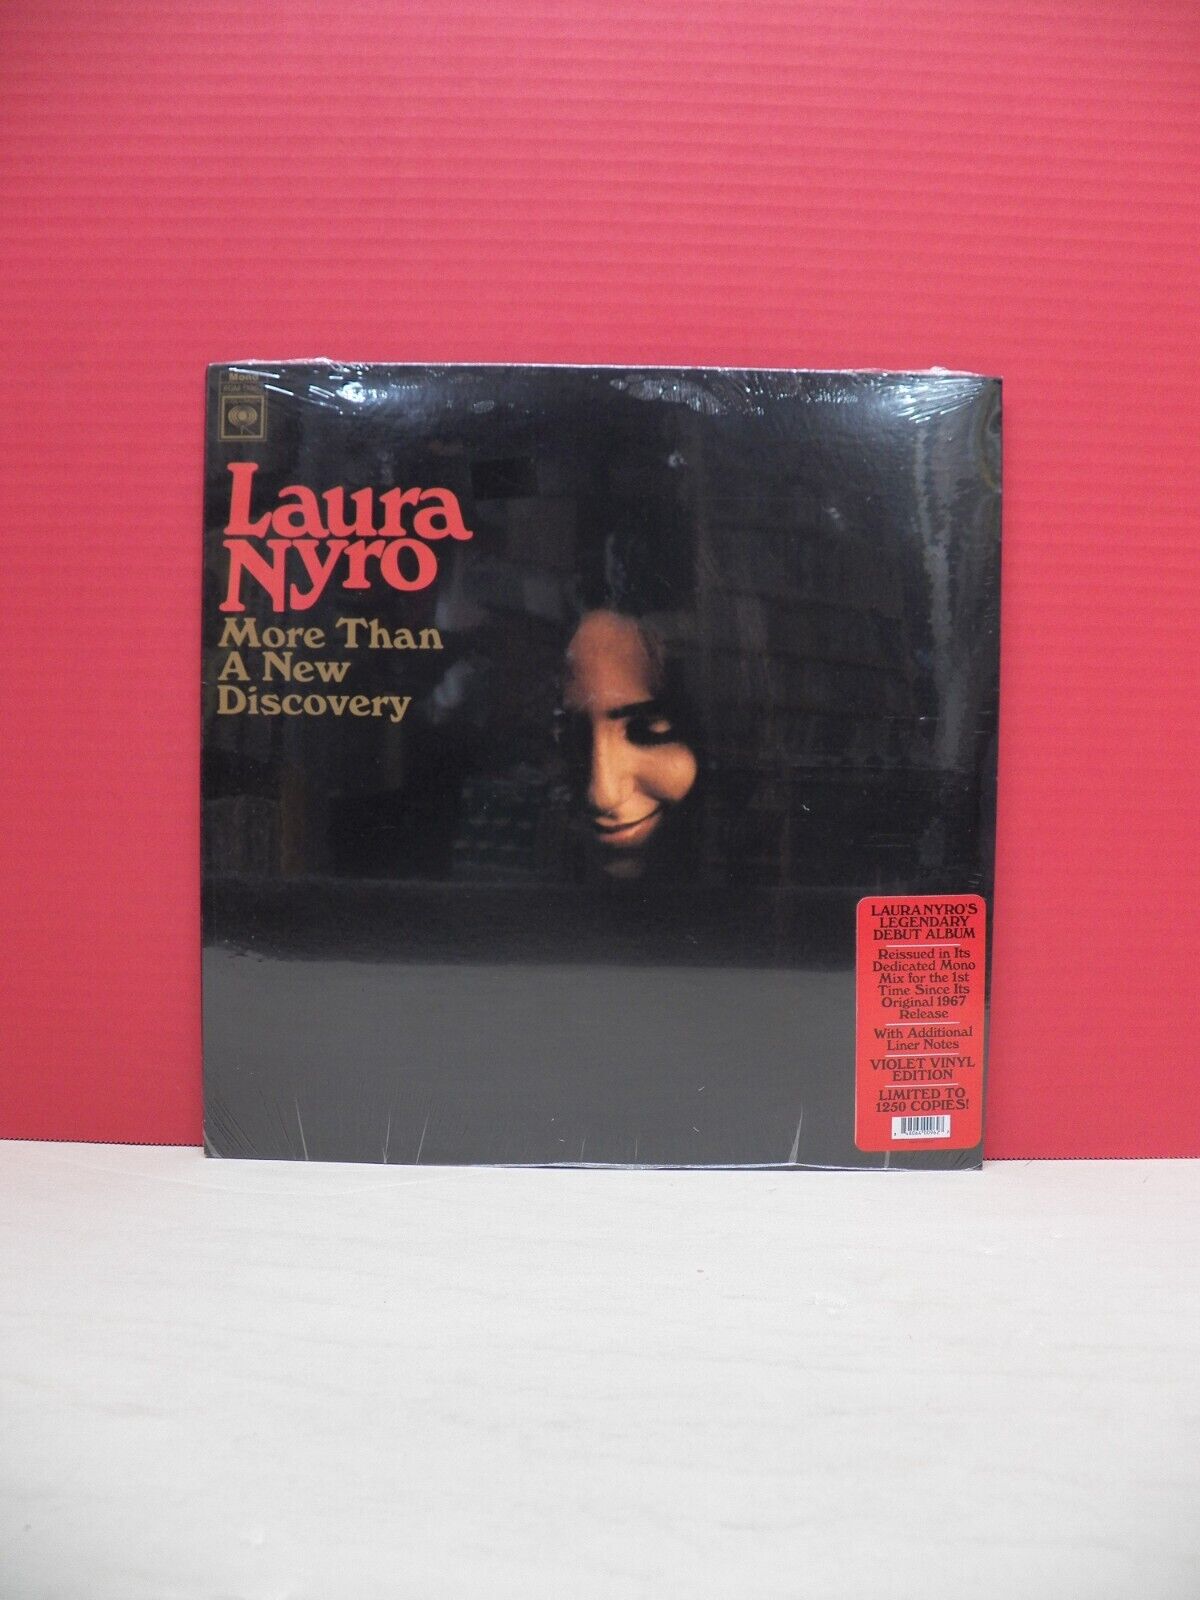 Mono
Laura
Nyro
More Than
A New
Discovery
LAURA NYRO'S
LEGENDARY
DEBUT ALBUM
Reissued in Its
Dedicated Mono
Mix for the 1st
Time Since Its
Original 1967
Release
With Additional
Liner Notes
VIOLET VINYL
EDITION
LIMITED TO
1250 COPIES!